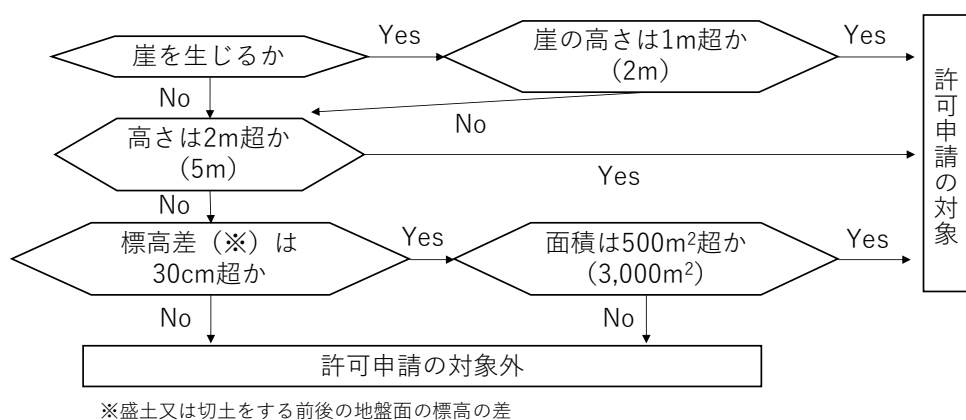 崖を生じるか
Yes
崖の高さは1m超か
(2m)
Yes
許可申請の対象
No
No
高さは2m超か
(5m)
Yes
No
標高差（※）は
30cm超か
Yes
面積は500m²超か
(3,000m²)
Yes
No
No
許可申請の対象外
※盛土又は切土をする前後の地盤面の標高の差